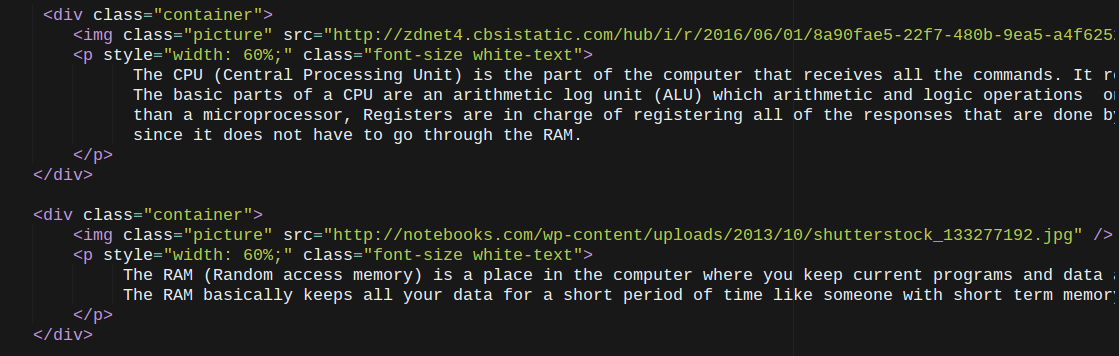 <div class="container">
<img class="picture" src="http://zdnet4.cbsistatic.com/hub/i/r/2016/06/01/8a90fae5-22f7-480b-9ea5-a4f625
<p style="width: 60%;" class="font-size white-text">
The CPU (Central Processing Unit) is the part of the computer that receives all the commands. It
The basic parts of a CPU are an arithmetic log unit (ALU) which arithmetic and logic operations
than a microprocessor, Registers are in charge of registering all of the responses that are done
since it does not have to go through the RAM.
</p>
</div>
<div class="container">
<img class="picture" src="http://notebooks.com/wp-content/uploads/2013/10/shutterstock_133277192.jpg" />
<p style="width: 60%;" class="font-size white-text">
The RAM (Random access memory) is a place in the computer where you keep current programs and data
The RAM basically keeps all your data for a short period of time like someone with short term memory
</p>
</div>